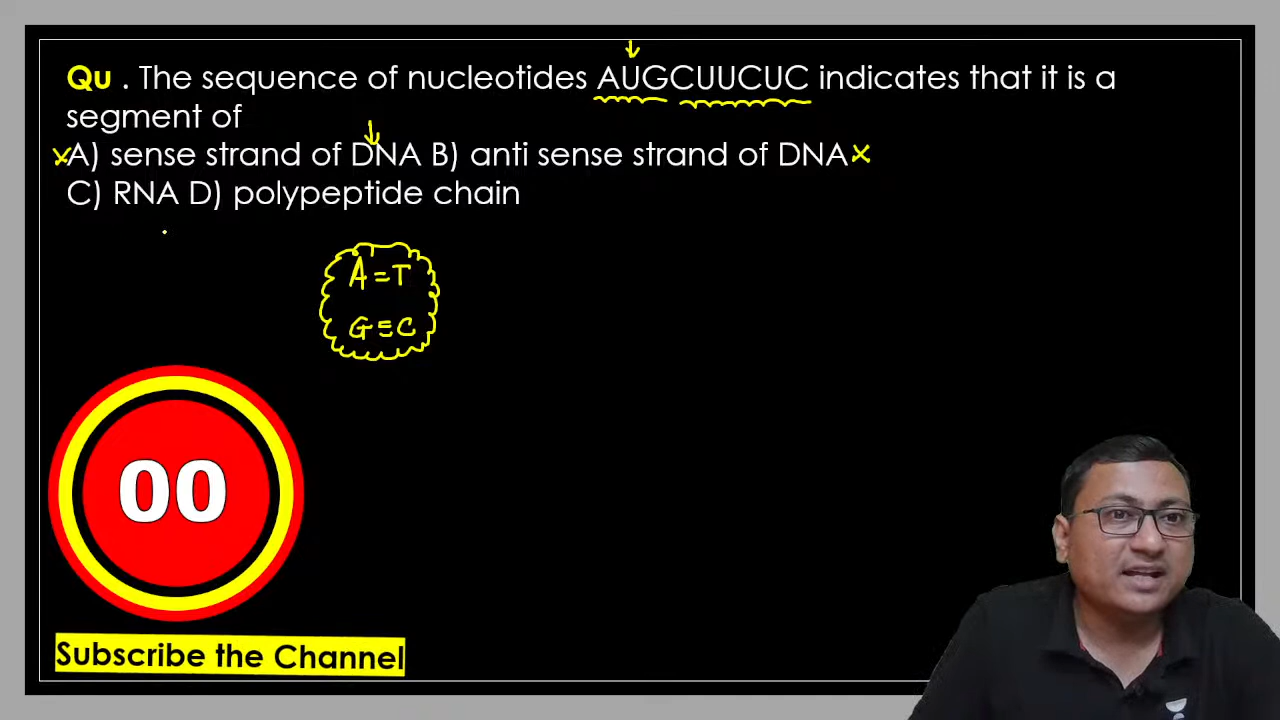 Qu . The sequence of nucleotides AUGCUUCUC indicates that it is a
segment of
A) sense strand of DNA B) anti sense strand of DNA
C) RNA D) polypeptide chain
A=T
G≡C
00
Subscribe the Channel